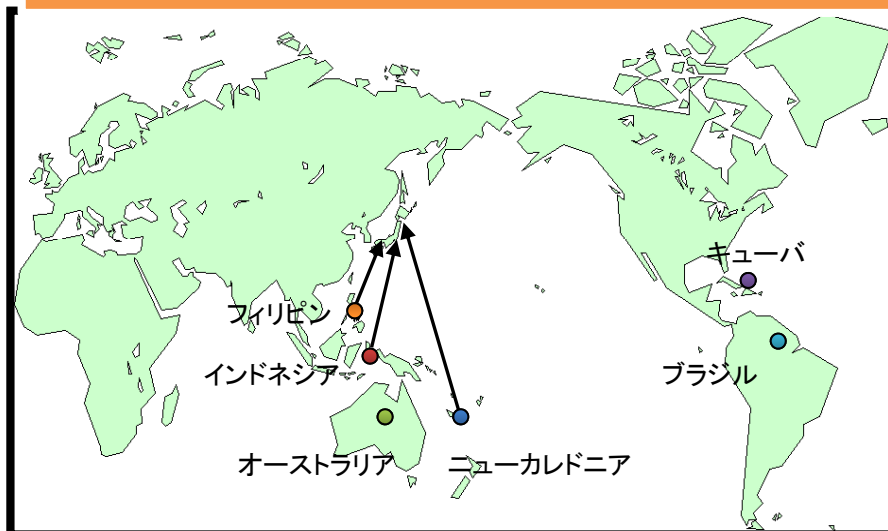 キューバ
フィリピン
インドネシア
ブラジル
オーストラリア
ニューカレドニア